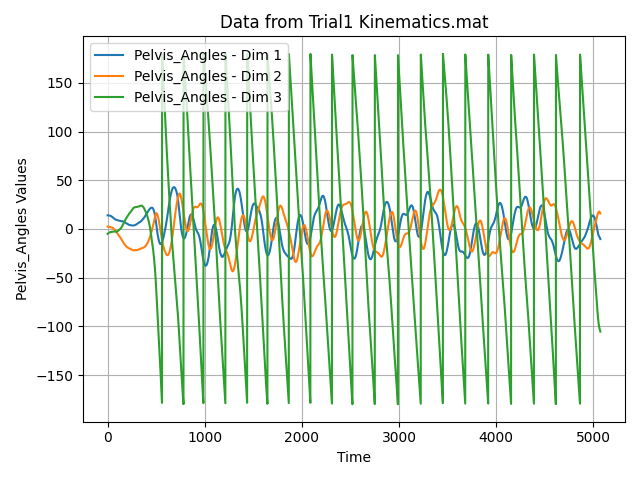 Data from Trial1 Kinematics.mat
Pelvis_Angles - Dim 1
Pelvis_Angles - Dim 2
Pelvis_Angles - Dim 3
Pelvis_Angles Values
150
100
50
0
−50
−100
−150
0 1000 2000 3000 4000 5000
Time